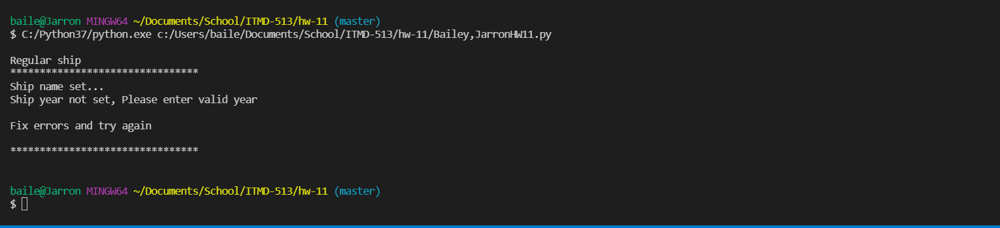 baile@Jarron MINGW64 ~/Documents/School/ITMD-513/hw-11 (master)
$ C:/Python37/python.exe c:/Users/baile/Documents/School/ITMD-513/hw-11/Bailey,JarronHW11.py
Regular ship
********************************
Ship name set...
Ship year not set, Please enter valid year
Fix errors and try again
********************************
baile@Jarron MINGW64 ~/Documents/School/ITMD-513/hw-11 (master)
$